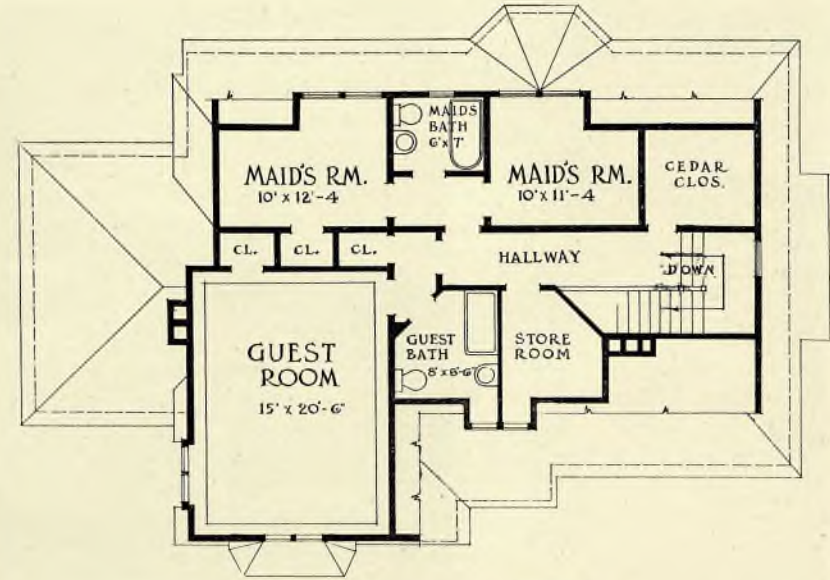 MAIDS
BATH
6' x 7'
MAID'S RM.
10' x 12'-4
MAID'S RM.
10' x 11'-4
CEDAR
CLOS.
CL.
CL.
CL.
HALLWAY
DOWN
GUEST
ROOM
15' x 20'-6"
GUEST
BATH
8' x 8'-6"
STORE
ROOM